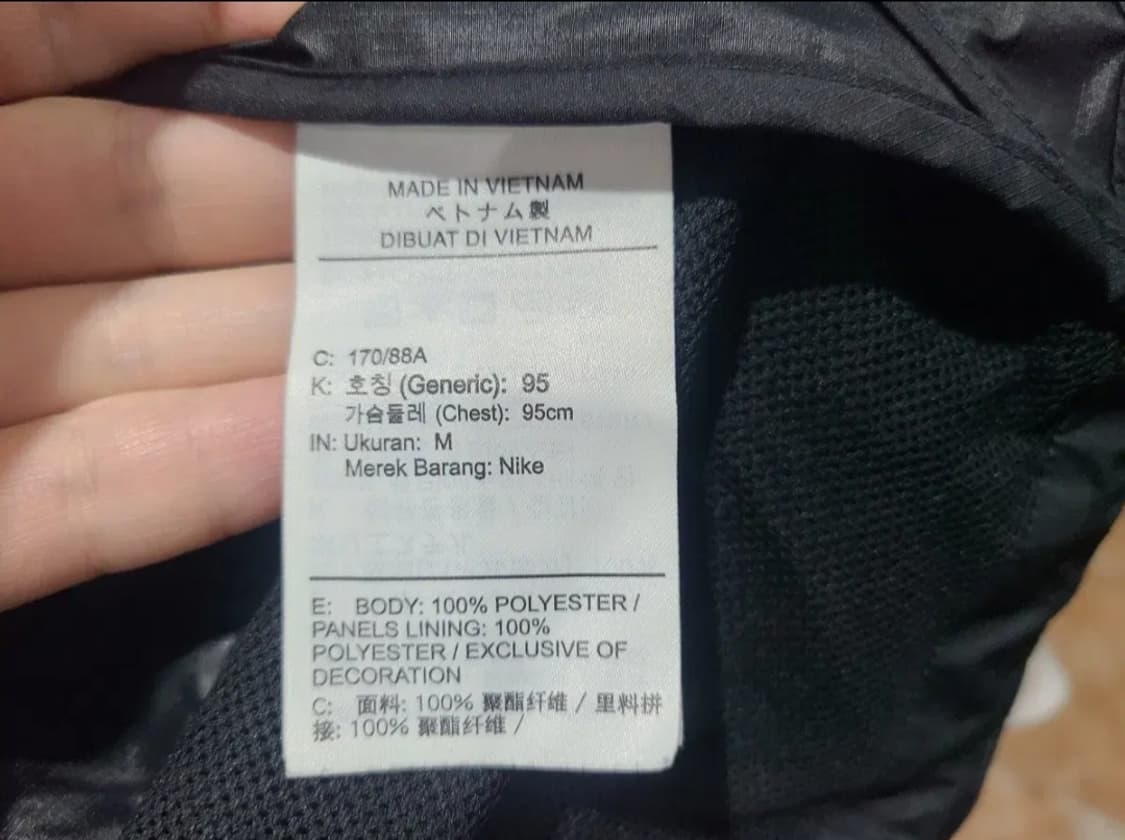 MADE IN VIETNAM
ベトナム製
DIBUAT DI VIETNAM
C: 170/88A
K: 호칭 (Generic): 95
가슴둘레 (Chest): 95cm
IN: Ukuran: M
Merek Barang: Nike
E: BODY: 100% POLYESTER /
PANELS LINING: 100%
POLYESTER / EXCLUSIVE OF
DECORATION
C: 面料: 100% 聚酯纤维 / 里料拼
接: 100% 聚酯纤维 /